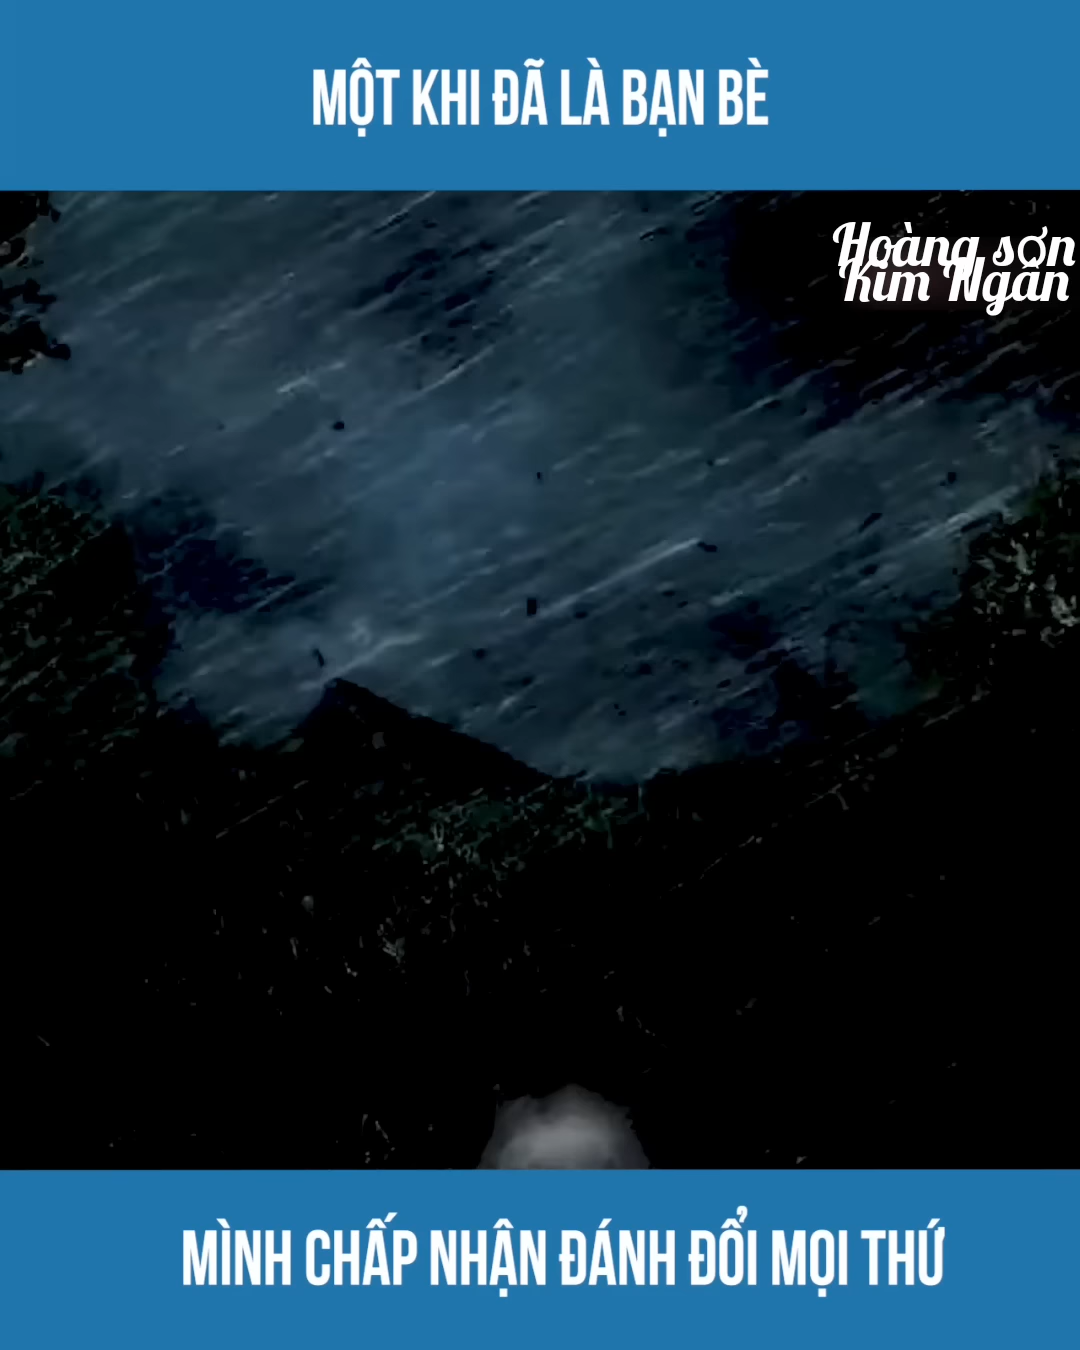 MỘT KHI ĐÃ LÀ BẠN BÈ
Hoàng sơn
Kim Ngân
MÌNH CHẤP NHẬN ĐÁNH ĐỔI MỌI THỨ